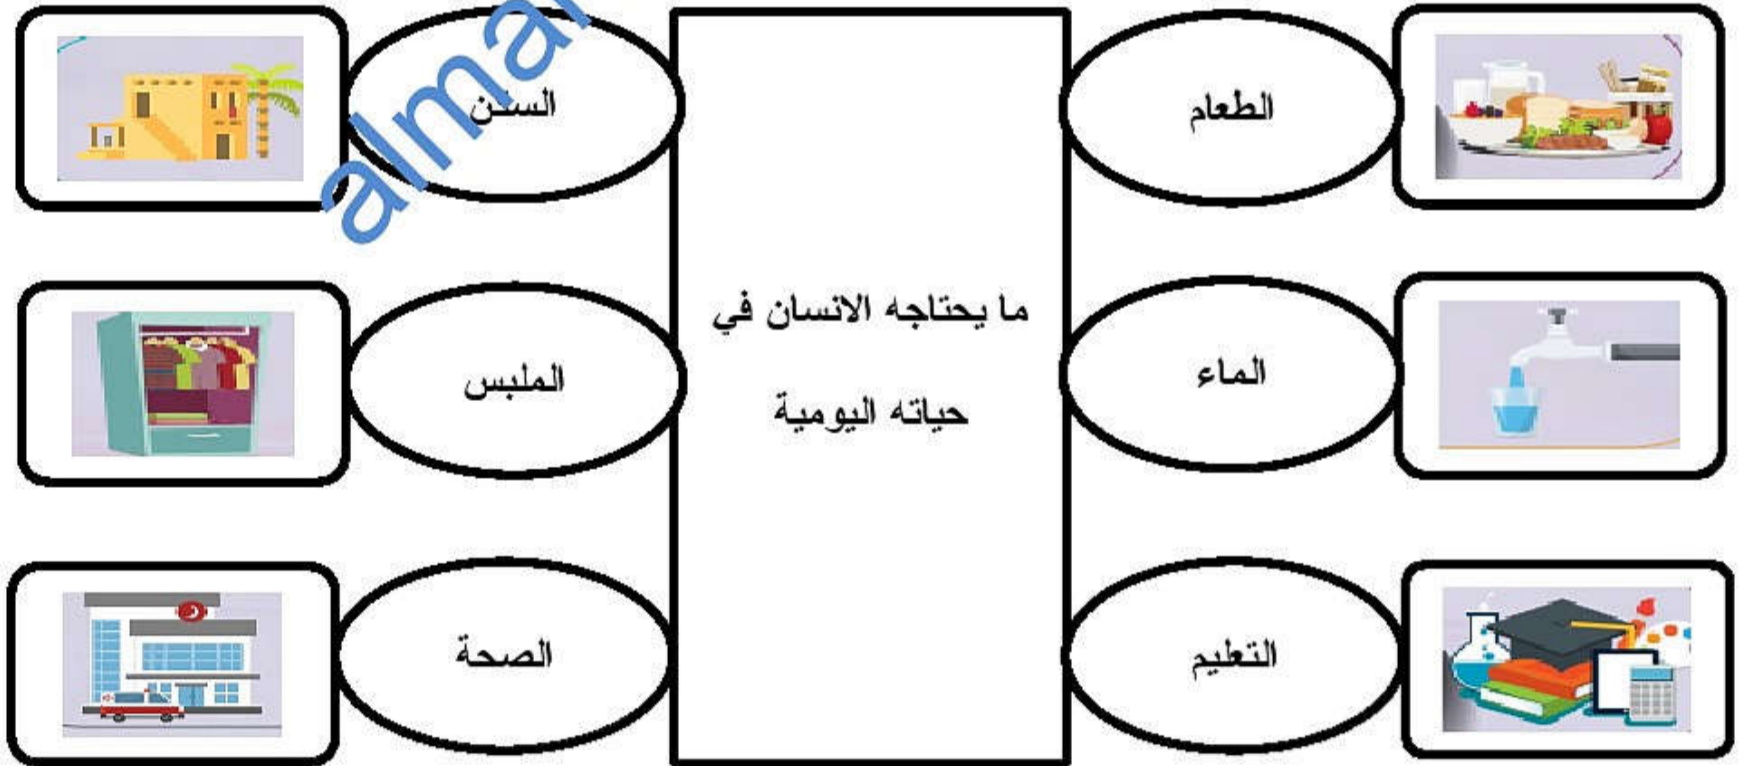 الطعام
السكن
ما يحتاجه الانسان في
حياته اليومية
الماء
الملبس
التعليم
الصحة